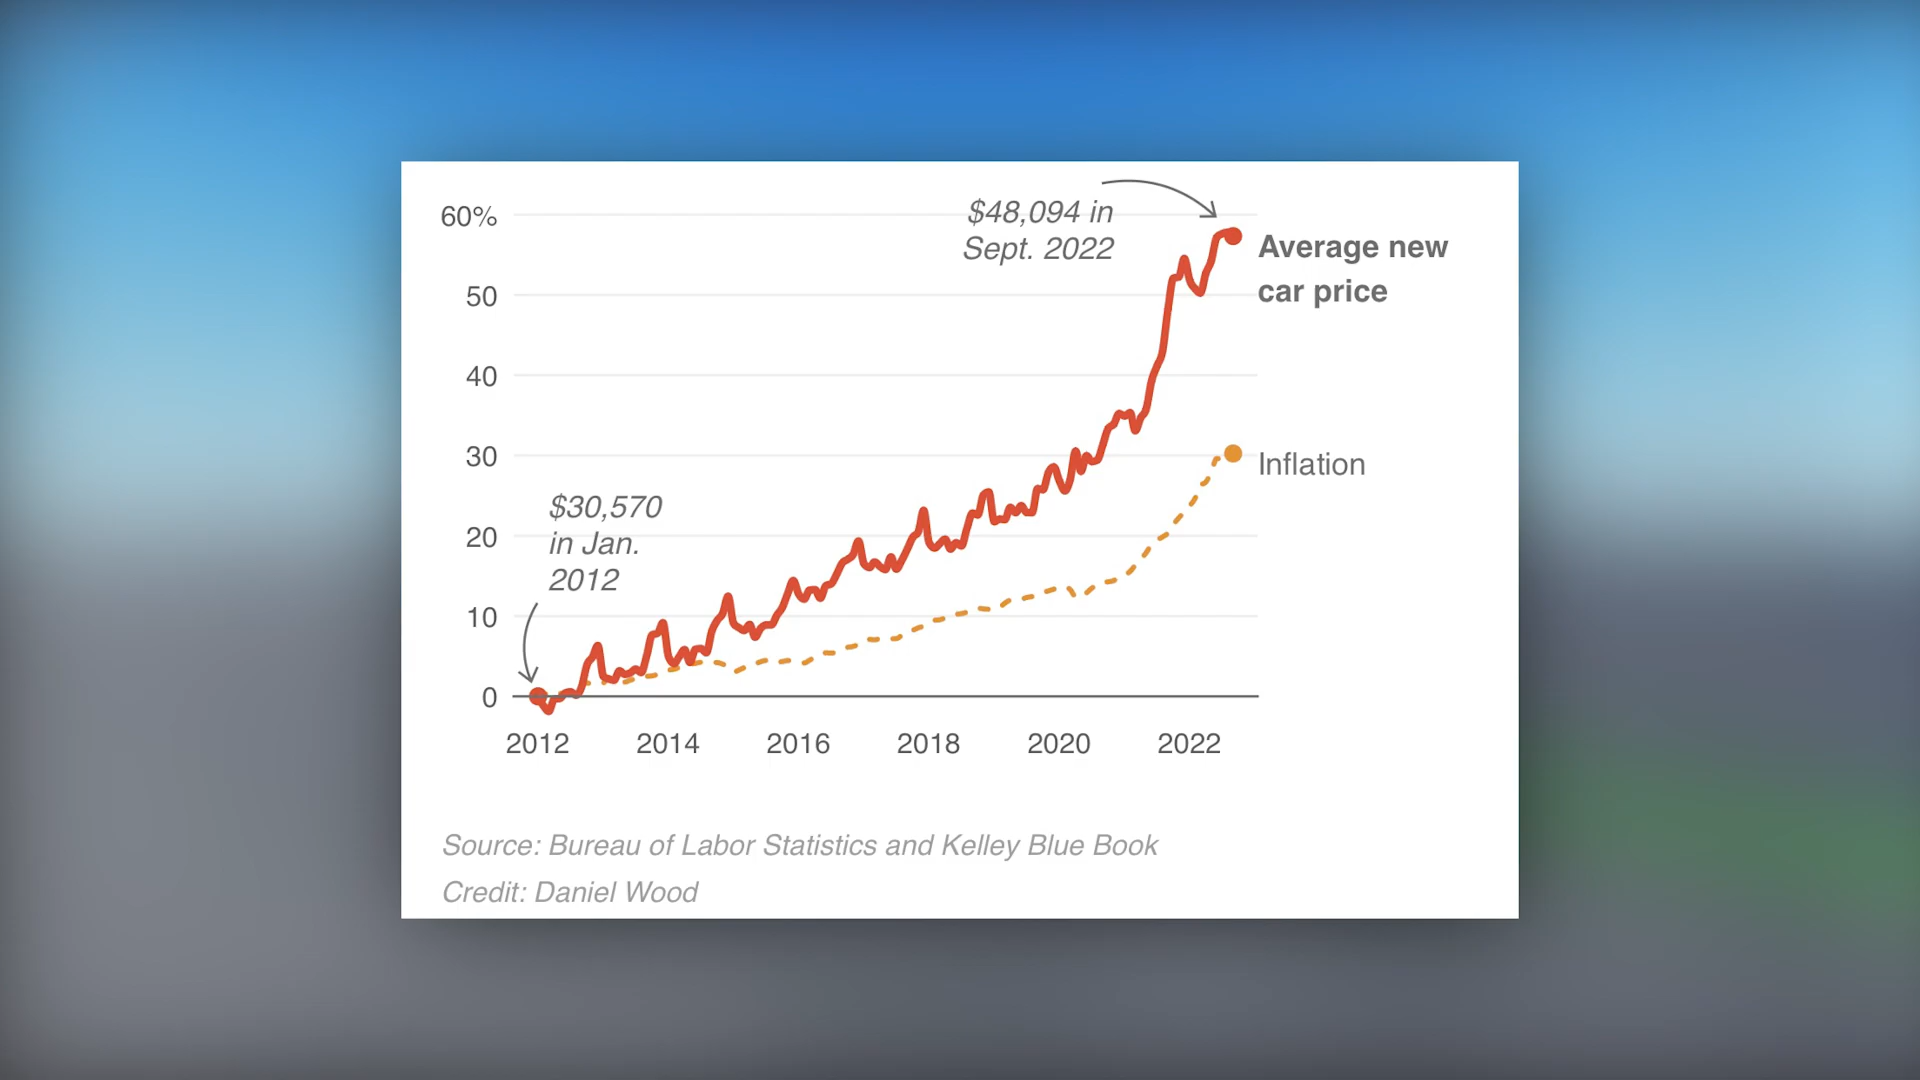 60%
50
40
30
20
10
0
$48,094 in
Sept. 2022
Average new
car price
Inflation
$30,570
in Jan.
2012
2012 2014 2016 2018 2020 2022
Source: Bureau of Labor Statistics and Kelley Blue Book
Credit: Daniel Wood